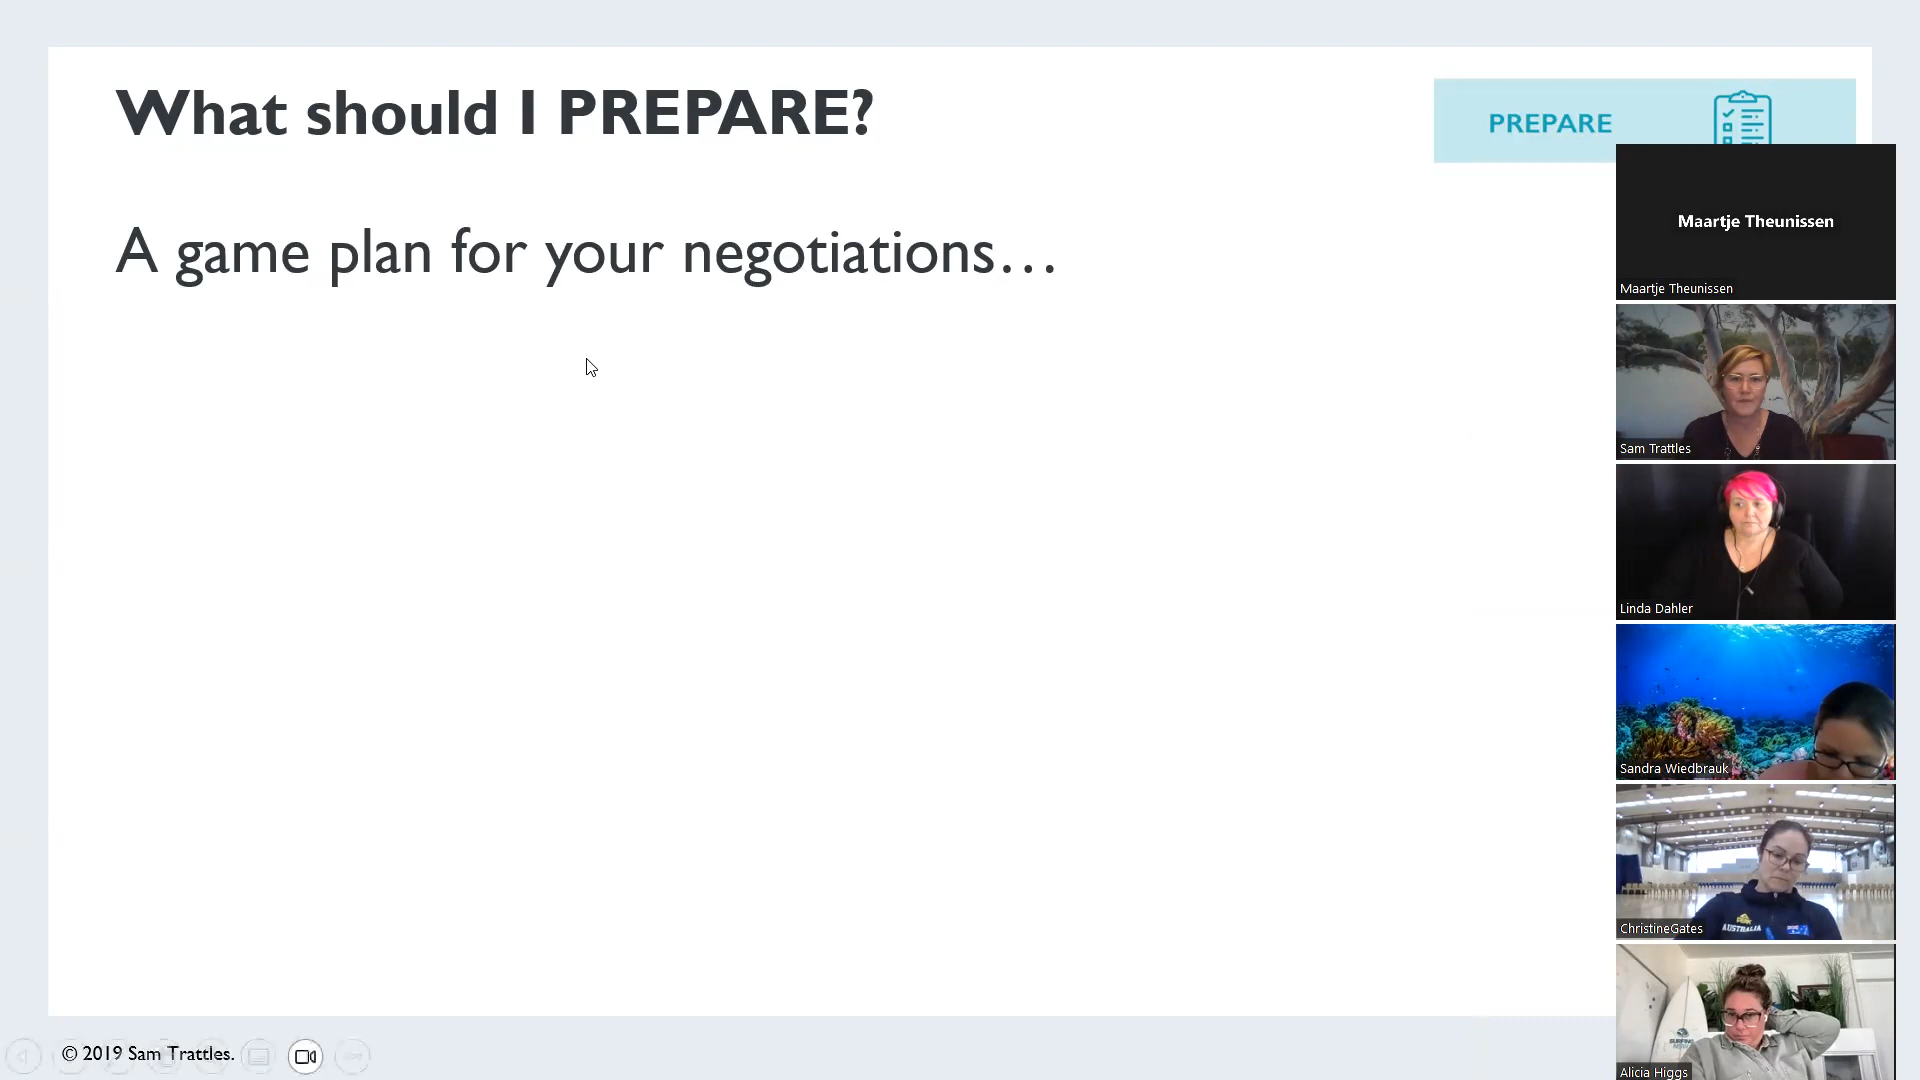 What should I PREPARE?
PREPARE
A game plan for your negotiations...
Maartje Theunissen
Maartje Theunissen
Sam Trattles
Linda Dahler
Sandra Wiedbrauk
AUSTRALIA
ChristineGates
SURFING
Alicia Higgs
© 2019 Sam Trattles.